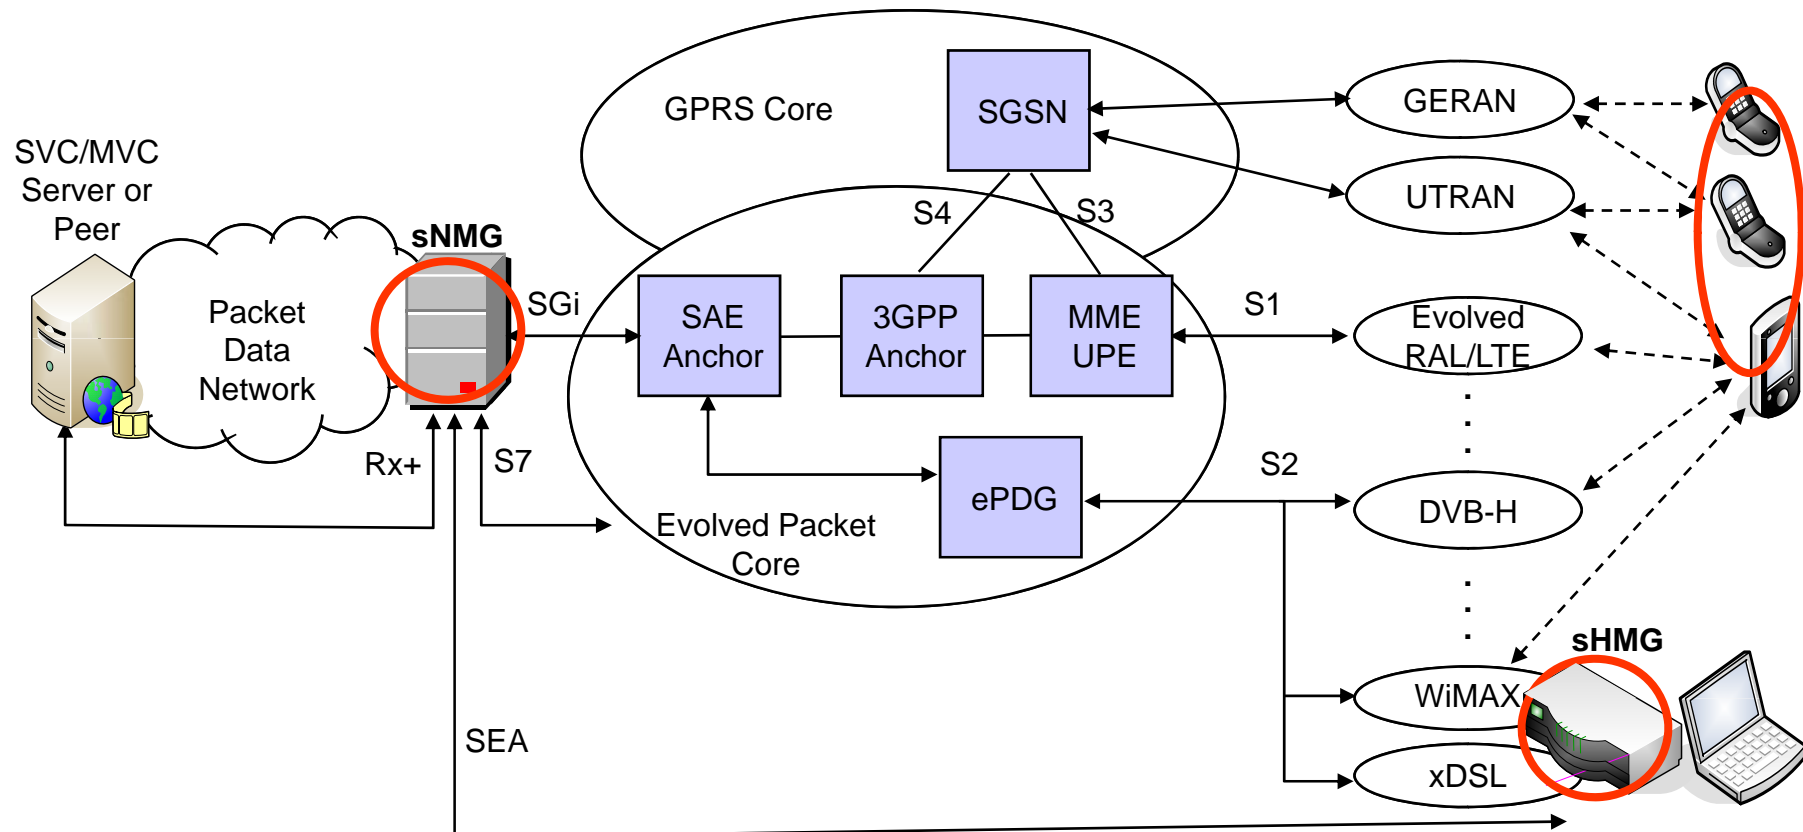 SVC/MVC
Server or
Peer
Packet
Data
Network
sNMG
SGi
Rx+
S7
SEA
GPRS Core
SGSN
S4
S3
SAE
Anchor
3GPP
Anchor
MME
UPE
ePDG
Evolved Packet
Core
S1
S2
GERAN
UTRAN
Evolved
RAL/LTE
DVB-H
WiMAX
xDSL
sHMG